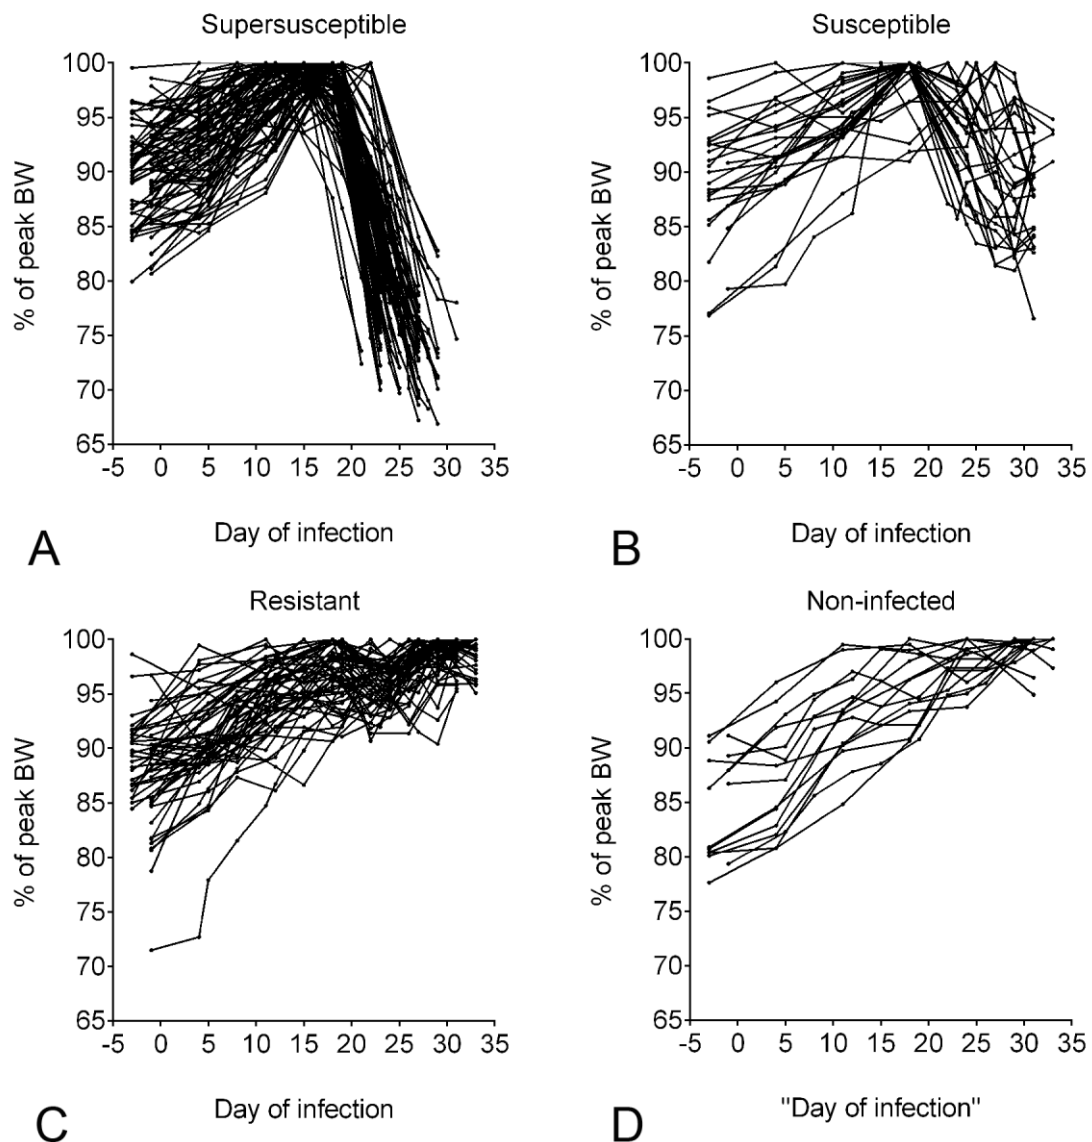 Supersusceptible
% of peak BW
100
95
90
85
80
75
70
65
-5 0 5 10 15 20 25 30 35
Day of infection
A
Susceptible
% of peak BW
100
95
90
85
80
75
70
65
-5 0 5 10 15 20 25 30 35
Day of infection
B
Resistant
% of peak BW
100
95
90
85
80
75
70
65
-5 0 5 10 15 20 25 30 35
Day of infection
C
Non-infected
% of peak BW
100
95
90
85
80
75
70
65
-5 0 5 10 15 20 25 30 35
"Day of infection"
D